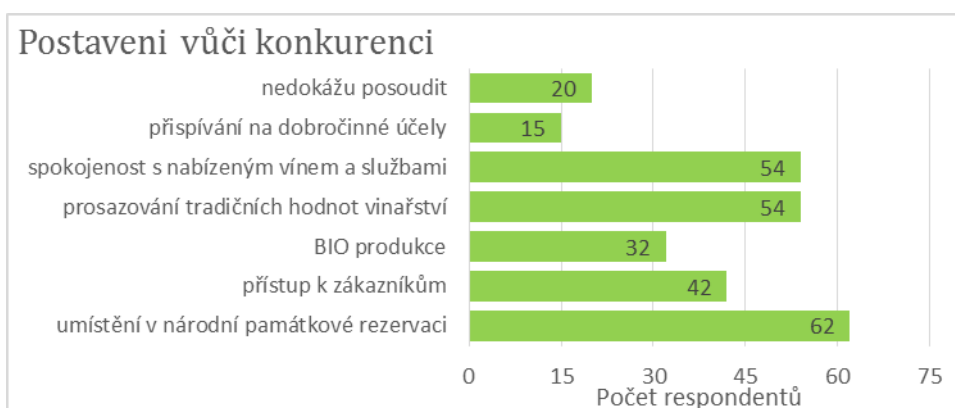 Postaveni vůči konkurenci
nedokážu posoudit
20
přispívání na dobročinné účely
15
spokojenost s nabízeným vínem a službami
54
prosazování tradičních hodnot vinařství
54
BIO produkce
32
přístup k zákazníkům
42
umístění v národní památkové rezervaci
62
0 15 30 45 60 75
Počet respondentů